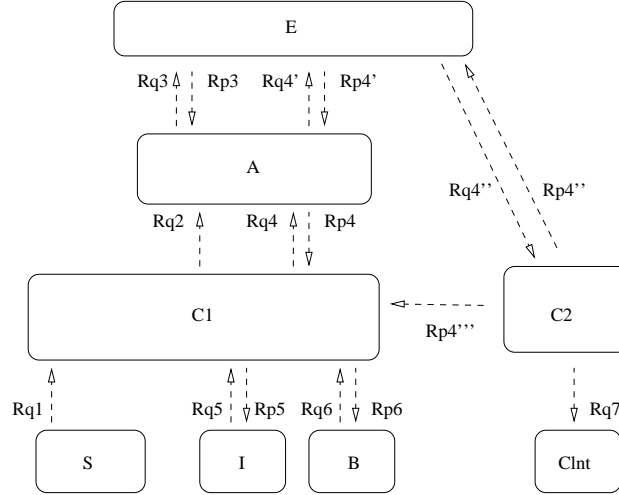 E
Rq3 Rp3 Rq4' Rp4'
A
Rq4'' Rp4''
Rq2 Rq4 Rp4
C1 C2
Rp4'''
Rq1 Rq5 Rp5 Rq6 Rp6 Rq7
S I B Clnt